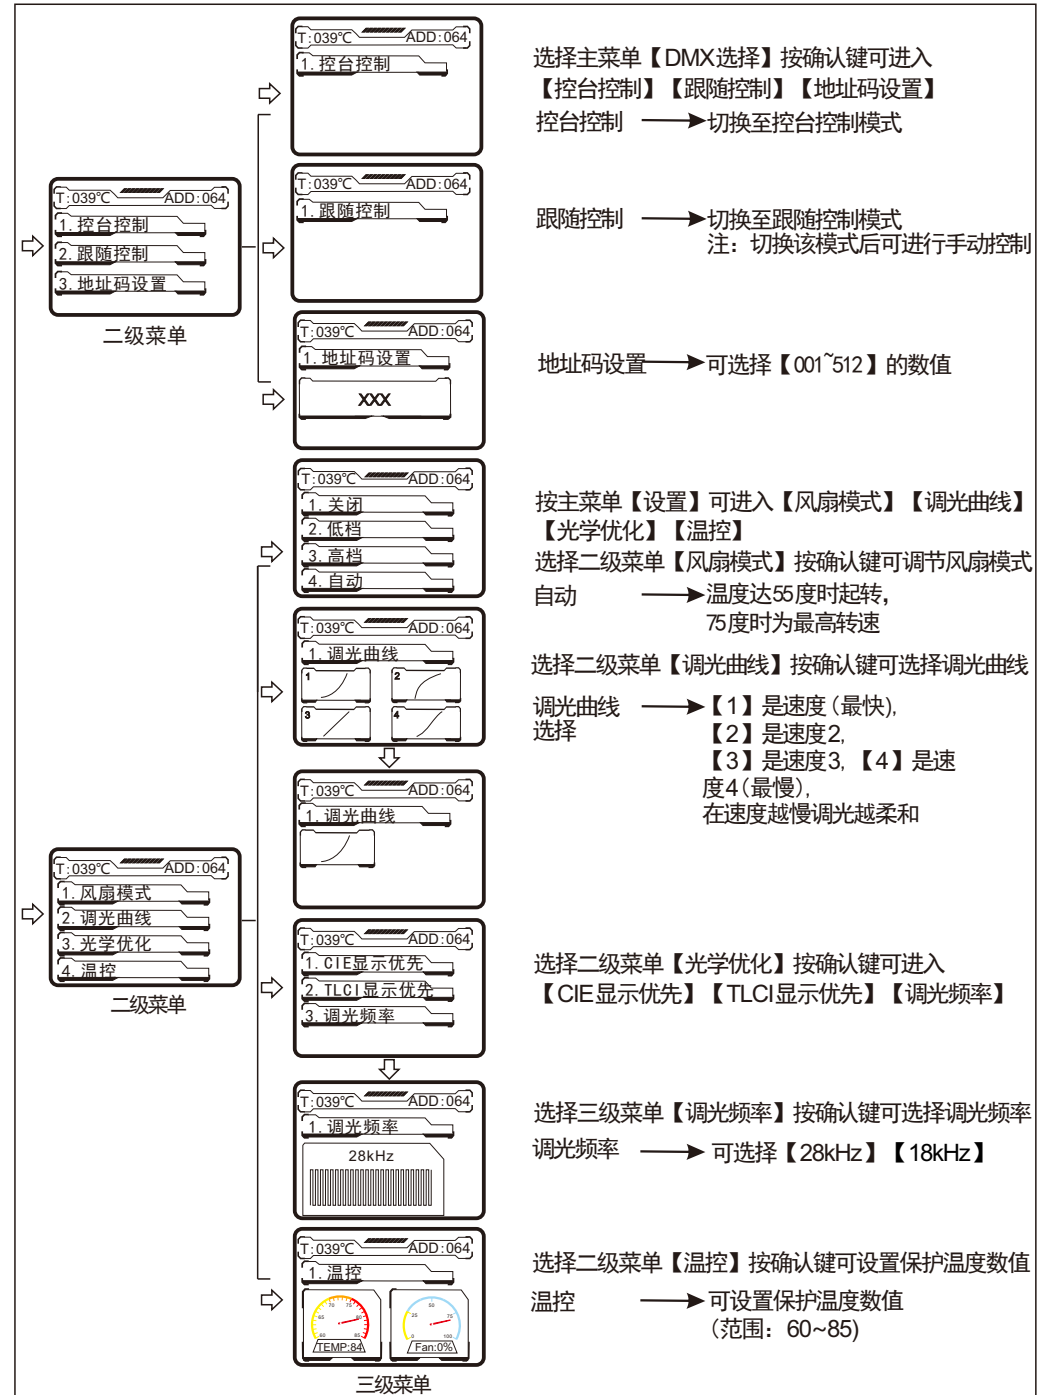 T:039℃ ADD:064
1.控台控制
选择主菜单【DMX选择】按确认键可进入
【控台控制】【跟随控制】【地址码设置】
控台控制 切换至控台控制模式
T:039℃ ADD:064
1.控台控制
2.跟随控制
3.地址码设置
二级菜单
T:039℃ ADD:064
1.跟随控制
跟随控制 切换至跟随控制模式
注：切换该模式后可进行手动控制
T:039℃ ADD:064
1.地址码设置
XXX
地址码设置 可选择【001~512】的数值
T:039℃ ADD:064
1.关闭
2.低档
3.高档
4.自动
按主菜单【设置】可进入【风扇模式】【调光曲线】
【光学优化】【温控】
选择二级菜单【风扇模式】按确认键可调节风扇模式
自动 温度达55度时起转，
75度时为最高转速
T:039℃ ADD:064
1.调光曲线
1 2
3 4
选择二级菜单【调光曲线】按确认键可选择调光曲线
调光曲线 【1】是速度（最快），
选择 【2】是速度2,
【3】是速度3, 【4】是速
度4（最慢），
在速度越慢调光越柔和
T:039℃ ADD:064
1.调光曲线
T:039℃ ADD:064
1.风扇模式
2.调光曲线
3.光学优化
4.温控
二级菜单
T:039℃ ADD:064
1.CIE显示优先
2.TLCI显示优先
3.调光频率
选择二级菜单【光学优化】按确认键可进入
【CIE显示优先】【TLCI显示优先】【调光频率】
T:039℃ ADD:064
1.调光频率
28kHz
选择三级菜单【调光频率】按确认键可选择调光频率
调光频率 可选择【28kHz】【18kHz】
T:039℃ ADD:064
1.温控
60 65 70 75 80 85
TEMP:84
0 25 50 75 100
Fan:0%
三级菜单
选择二级菜单【温控】按确认键可设置保护温度数值
温控 可设置保护温度数值
（范围：60~85）